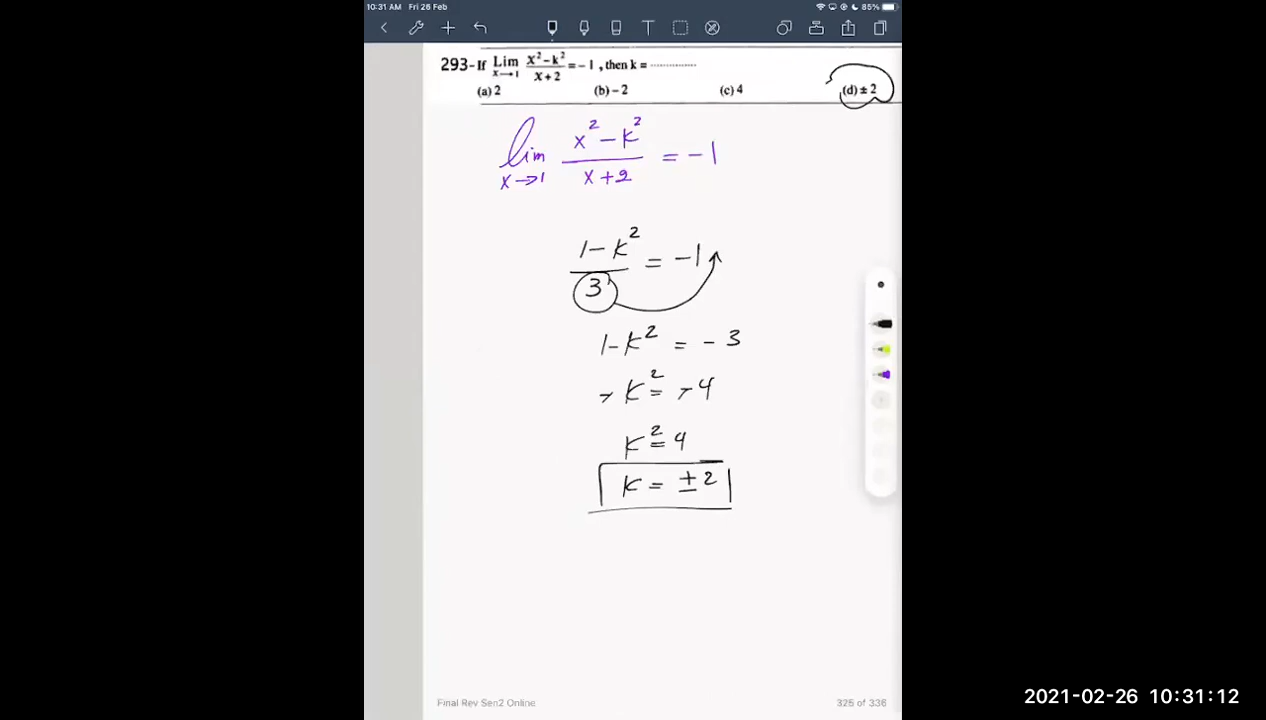 10:31 AM Fri 26 Feb 85%
T
293-If Lim x→1 (x²-k²)/(x+2) = -1 , then k = ............
(a) 2 (b) - 2 (c) 4 (d) ± 2
lim x→1 (x² - k²)/(x+2) = -1
(1 - k²)/3 = -1
1 - k² = - 3
- k² = - 4
k² = 4
k = ± 2
Final Rev Sen2 Online 325 of 336
2021-02-26 10:31:12